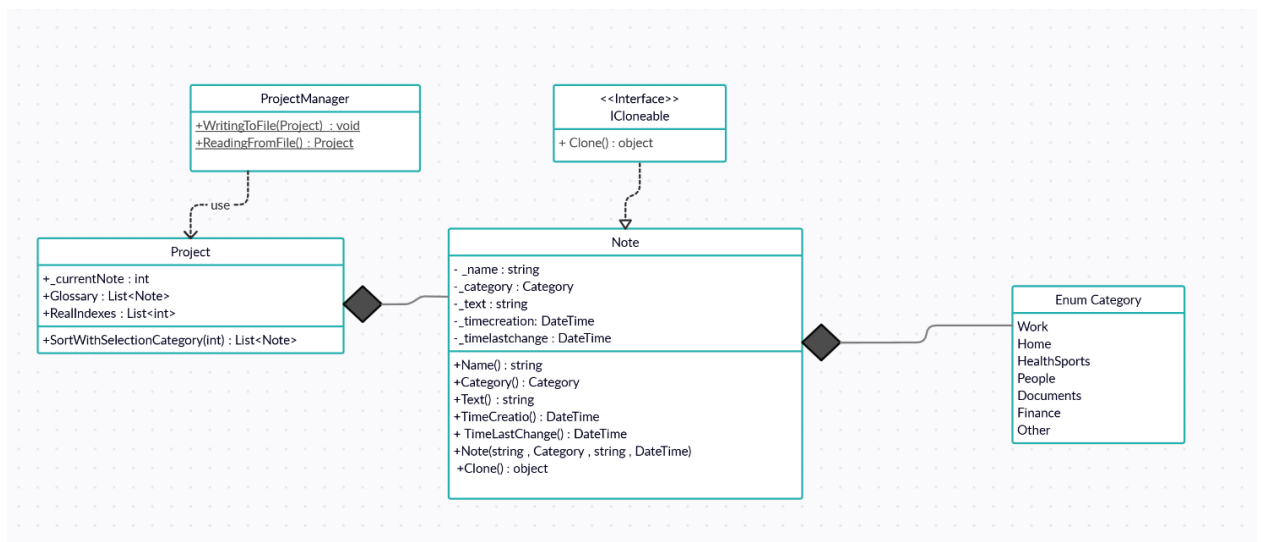 ProjectManager
+WritingToFile(Project) : void
+ReadingFromFile() : Project
<<Interface>>
ICloneable
+ Clone() : object
use
Project
+_currentNote : int
+Glossary : List<Note>
+RealIndexes : List<int>
+SortWithSelectionCategory(int) : List<Note>
Note
- _name : string
-_category : Category
-_text : string
-_timecreation: DateTime
-_timelastchange : DateTime
+Name() : string
+Category() : Category
+Text() : string
+TimeCreatio() : DateTime
+ TimeLastChange() : DateTime
+Note(string , Category , string , DateTime)
+Clone() : object
Enum Category
Work
Home
HealthSports
People
Documents
Finance
Other